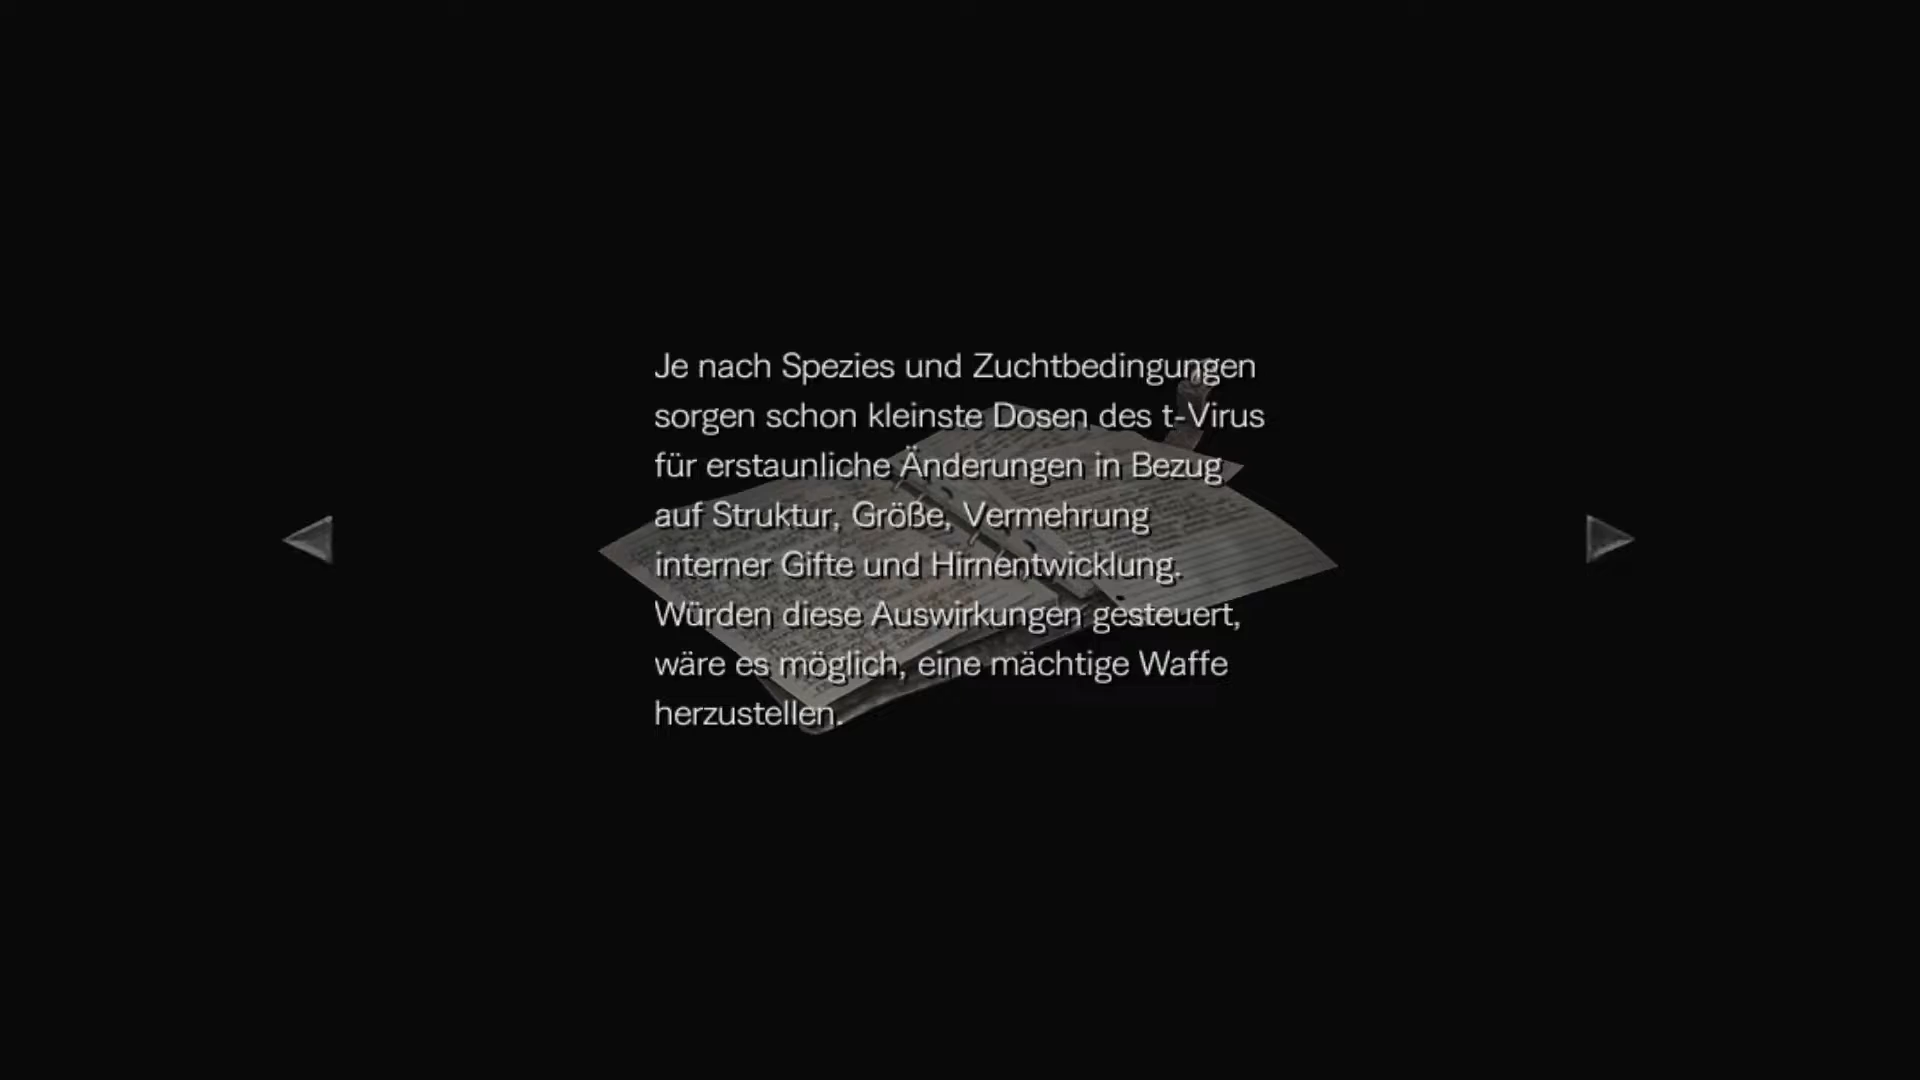 Je nach Spezies und Zuchtbedingungen
sorgen schon kleinste Dosen des t-Virus
für erstaunliche Änderungen in Bezug
auf Struktur, Größe, Vermehrung
interner Gifte und Hirnentwicklung.
Würden diese Auswirkungen gesteuert,
wäre es möglich, eine mächtige Waffe
herzustellen.